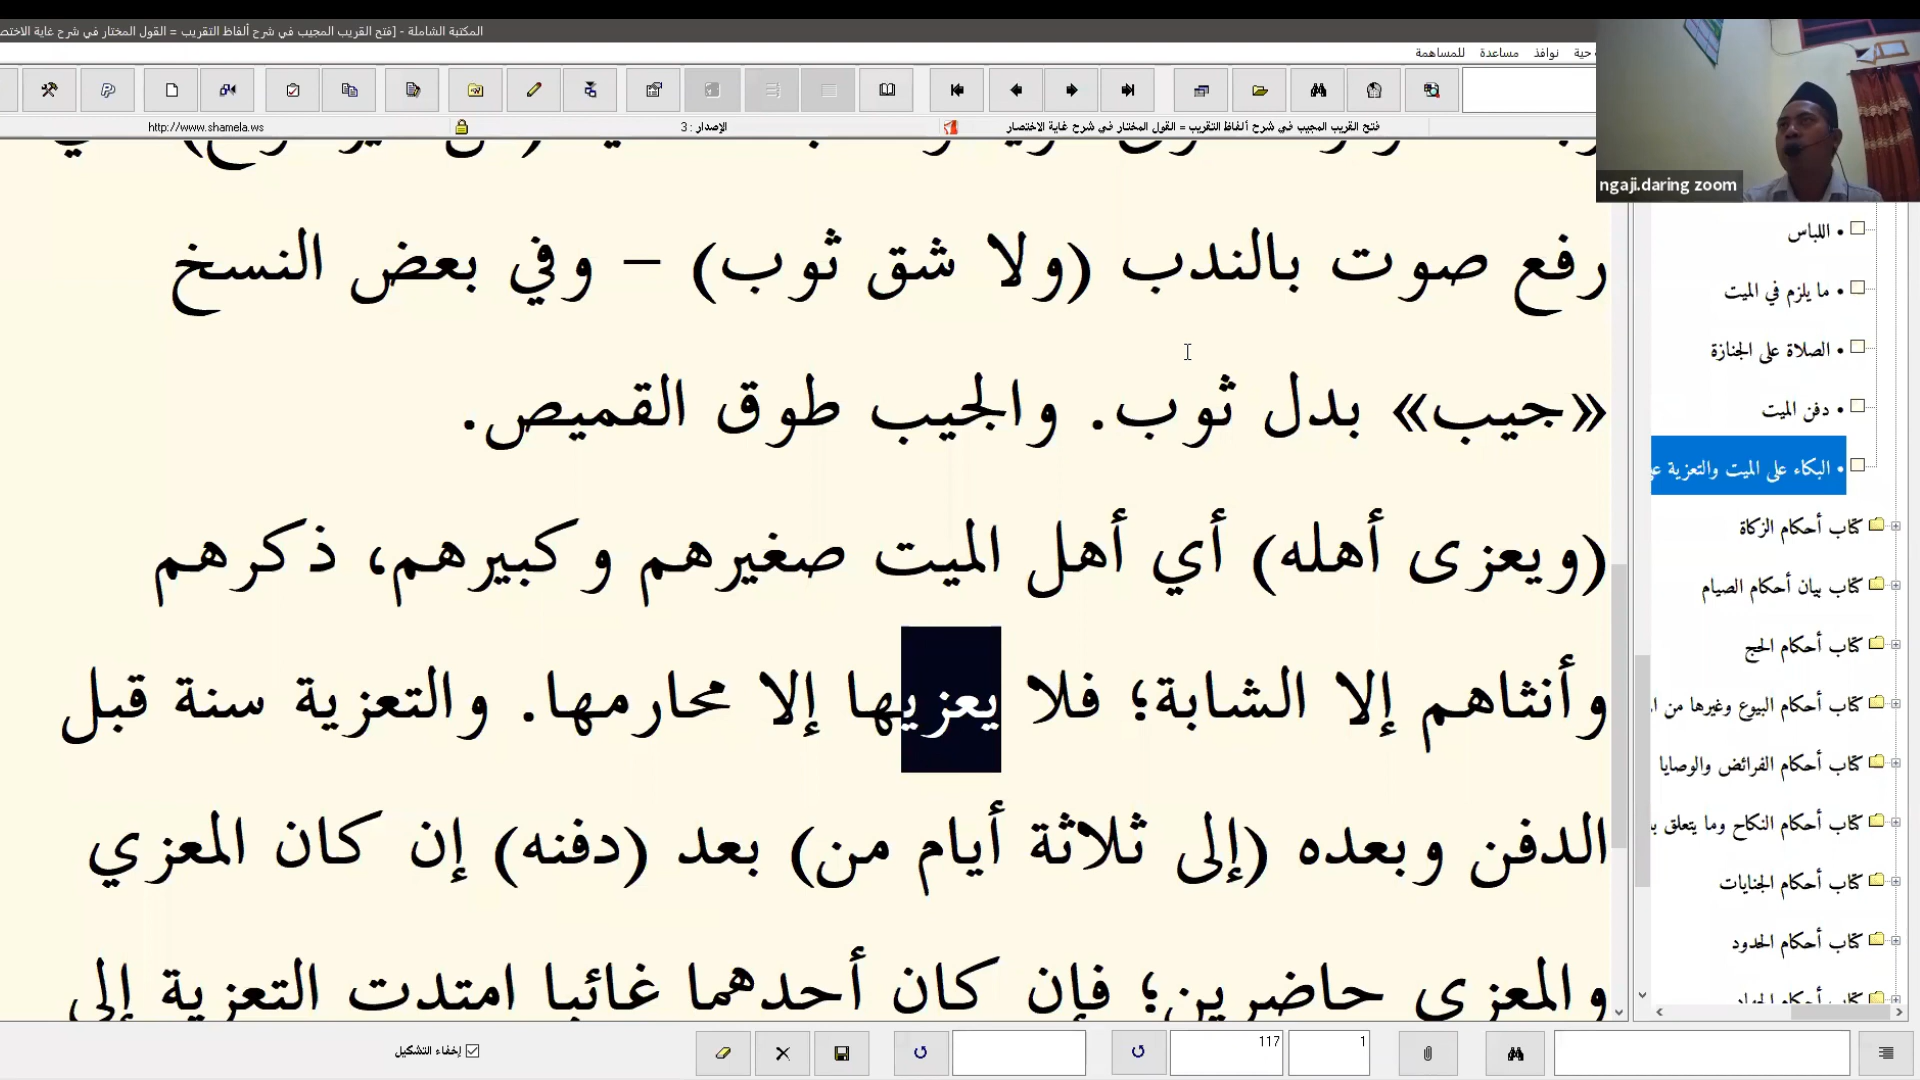 المكتبة الشاملة - [فتح القريب المجيب في شرح ألفاظ التقريب = القول المختار في شرح غاية الاختص
نوافذ مساعدة للمساهمة
فتح القريب المجيب في شرح ألفاظ التقريب = القول المختار في شرح غاية الاختصار
الإصدار : 3
http://www.shamela.ws
ngaji.daring zoom
رفع صوت بالندب (ولا شق ثوب) – وفي بعض النسخ
«جيب» بدل ثوب. والجيب طوق القميص.
(ويعزى أهله) أي أهل الميت صغيرهم وكبيرهم، ذكرهم
وأنثاهم إلا الشابة؛ فلا يعزيها إلا محارمها. والتعزية سنة قبل
الدفن وبعده (إلى ثلاثة أيام من) بعد (دفنه) إن كان المعزي
والمعزى حاضرين؛ فإن كان أحدهما غائبا امتدت التعزية إلى
• اللباس
• ما يلزم في الميت
• الصلاة على الجنازة
• دفن الميت
• البكاء على الميت والتعزية
كتاب أحكام الزكاة
كتاب بيان أحكام الصيام
كتاب أحكام الحج
كتاب أحكام البيوع وغيرها من
كتاب أحكام الفرائض والوصايا
كتاب أحكام النكاح وما يتعلق
كتاب أحكام الجنايات
كتاب أحكام الحدود
كتاب أحكام الجهاد
إخفاء التشكيل
117
1